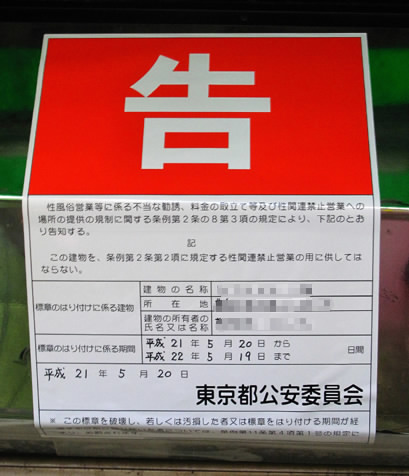 告
性風俗営業等に係る不当な勧誘、料金の取立て等及び性関連禁止営業への
場所の提供の規制に関する条例第2条の8第3項の規定により、下記のとお
り告知する。
記
この建物を、条例第2条第2項に規定する性関連禁止営業の用に供しては
ならない。
標章のはり付けに係る建物
建物の名称
所在地
建物の所有者の
氏名又は名称
標章のはり付けに係る期間
平成 21 年 5 月 20 日 から
平成 22 年 5 月 19 日 まで
日間
平成 21 年 5 月 20 日
東京都公安委員会
※ この標章を破壊し、若しくは汚損した者又は標章をはり付ける期間が経